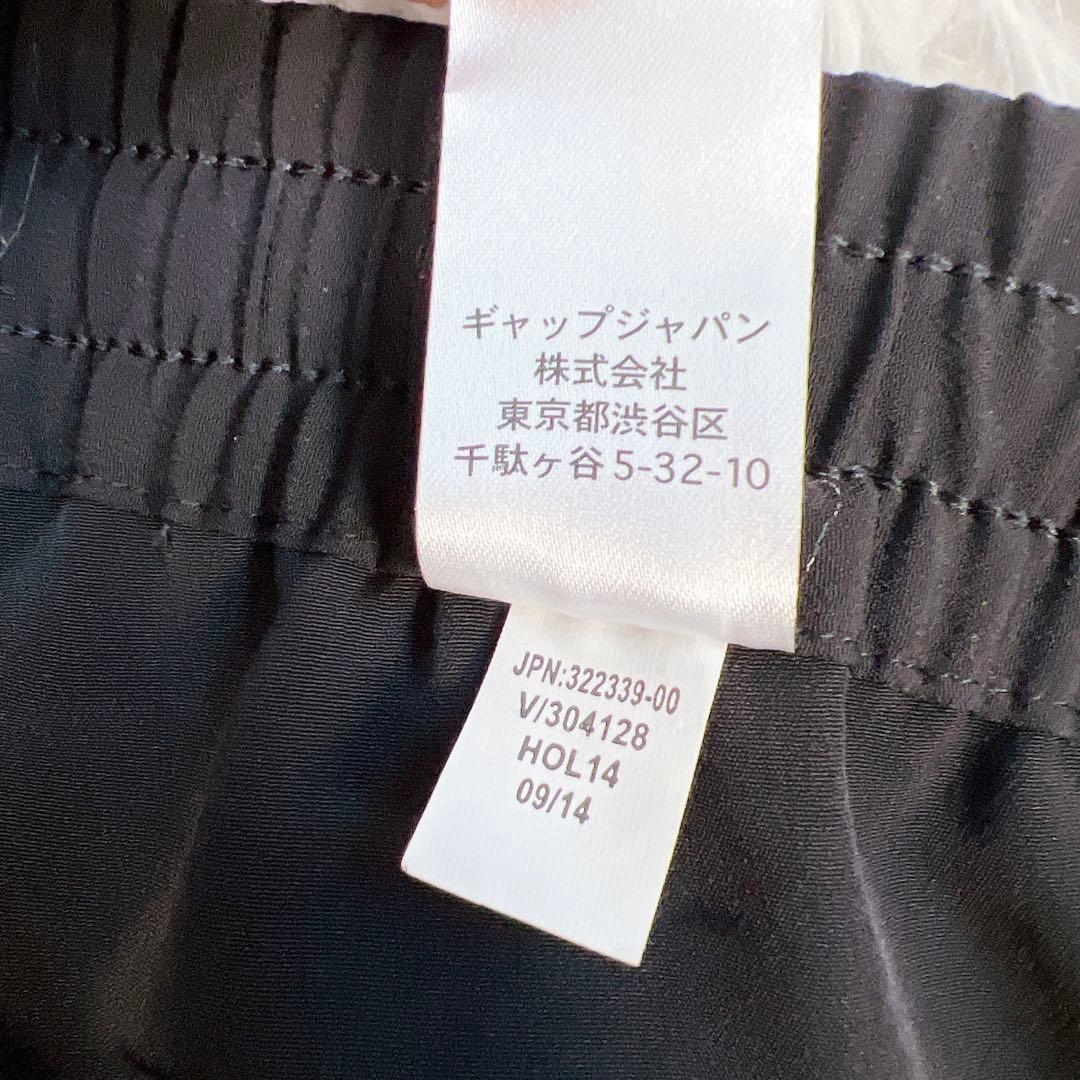 ギャップジャパン
株式会社
東京都渋谷区
千駄ヶ谷 5-32-10
JPN:322339-00
V/304128
HOL14
09/14